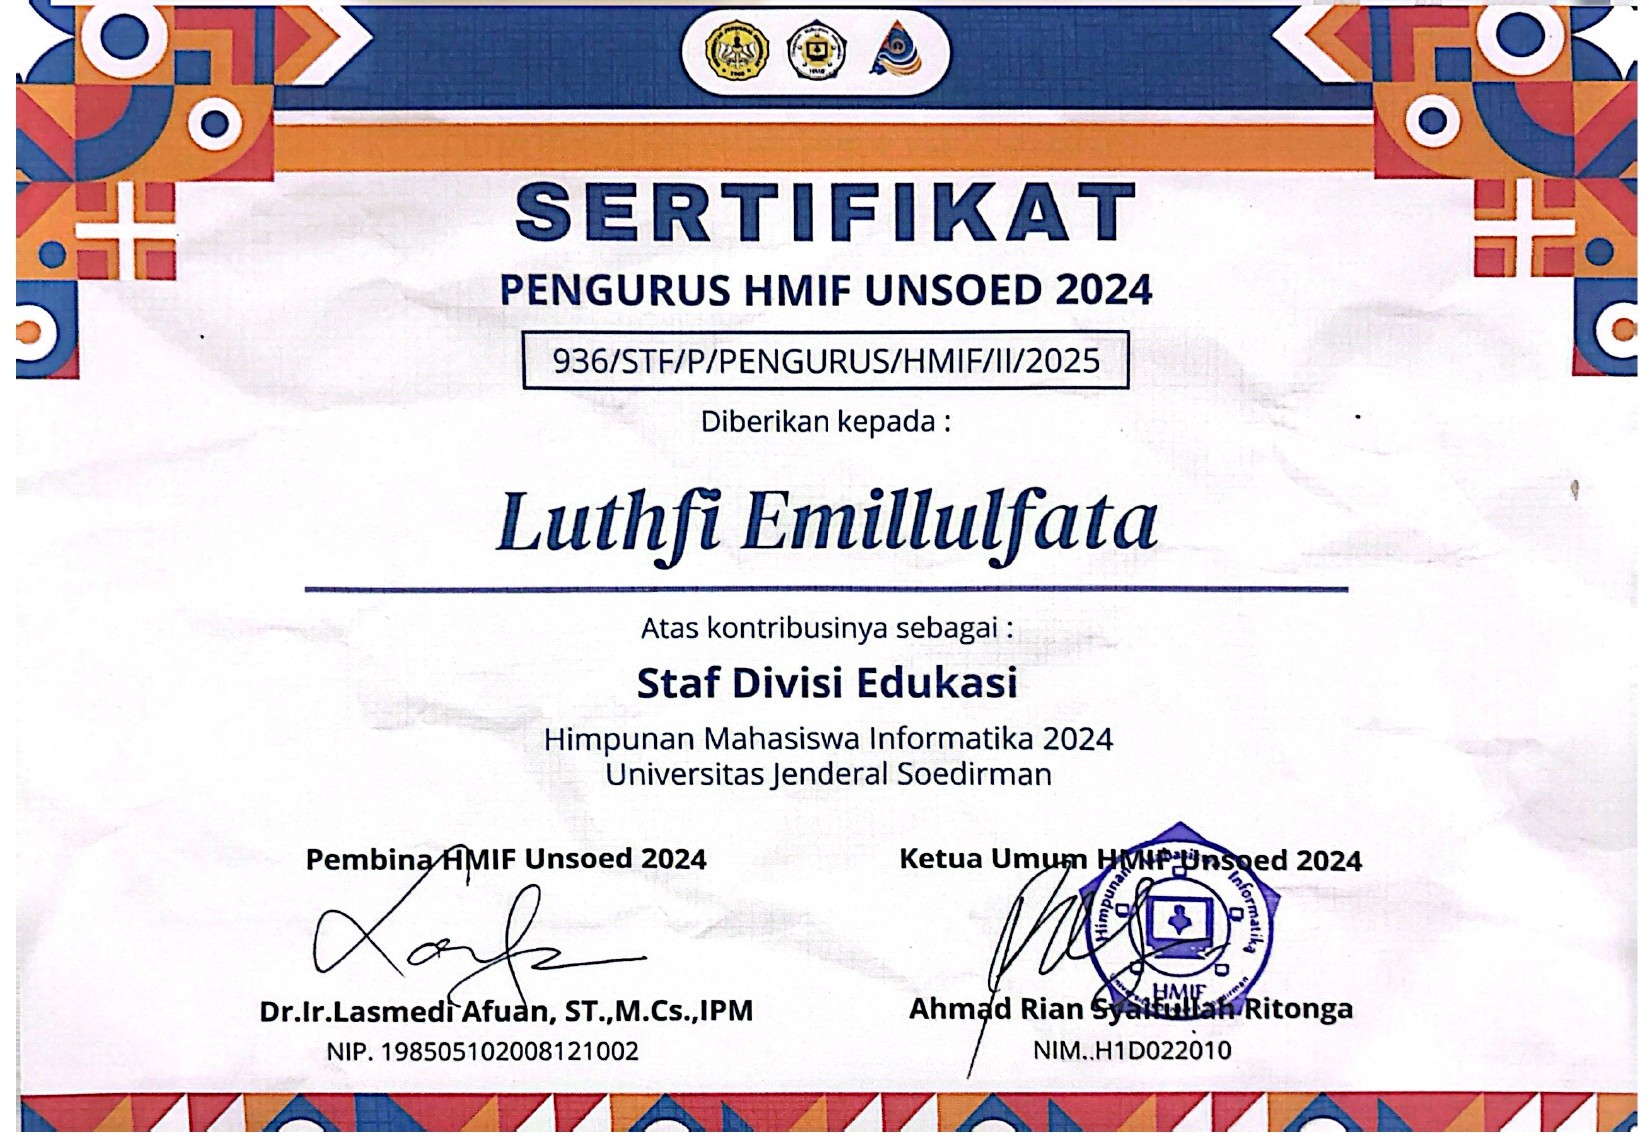 SERTIFIKAT
PENGURUS HMIF UNSOED 2024
936/STF/P/PENGURUS/HMIF/II/2025
Diberikan kepada :
Luthfi Emillulfata
Atas kontribusinya sebagai :
Staf Divisi Edukasi
Himpunan Mahasiswa Informatika 2024
Universitas Jenderal Soedirman
Pembina HMIF Unsoed 2024
Ketua Umum HMIF Unsoed 2024
Himpunan Mahasiswa Informatika
HMIF
Dr.Ir.Lasmedi Afuan, ST.,M.Cs.,IPM
Ahmad Rian Syaifullah Ritonga
NIP. 198505102008121002
NIM..H1D022010